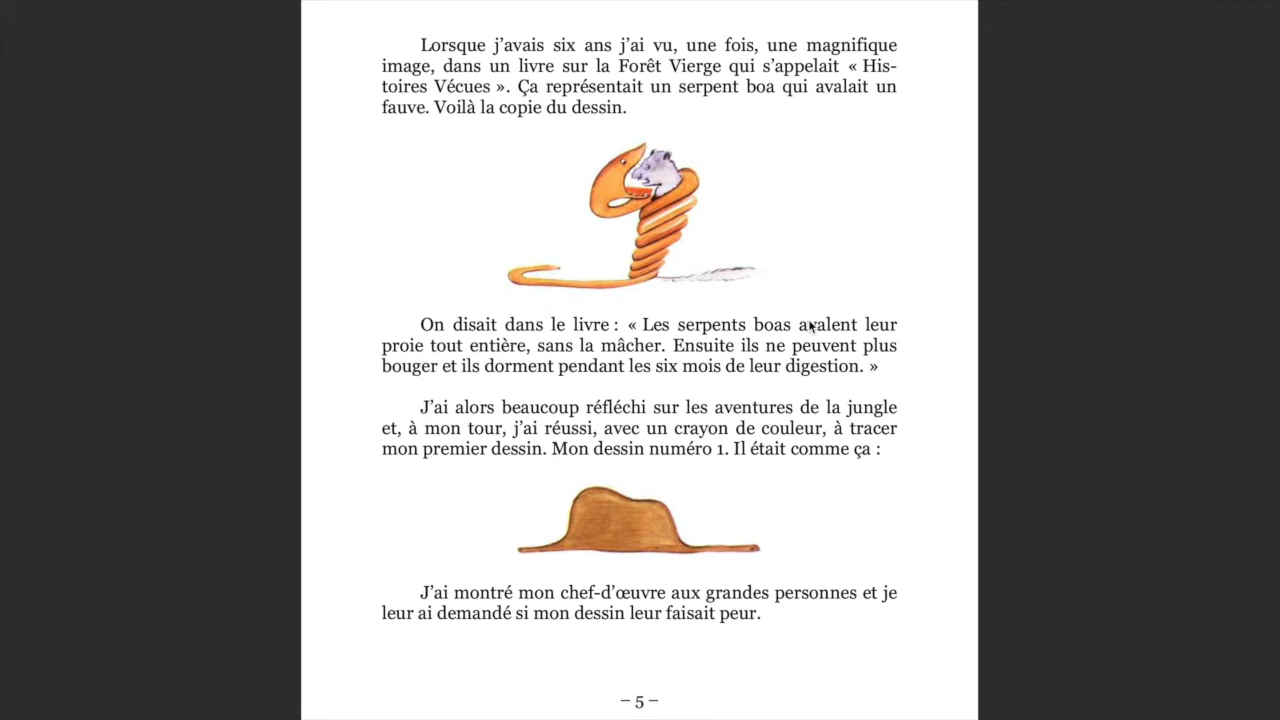 Lorsque j’avais six ans j’ai vu, une fois, une magnifique
image, dans un livre sur la Forêt Vierge qui s’appelait « His-
toires Vécues ». Ça représentait un serpent boa qui avalait un
fauve. Voilà la copie du dessin.
On disait dans le livre : « Les serpents boas avalent leur
proie tout entière, sans la mâcher. Ensuite ils ne peuvent plus
bouger et ils dorment pendant les six mois de leur digestion. »
J’ai alors beaucoup réfléchi sur les aventures de la jungle
et, à mon tour, j’ai réussi, avec un crayon de couleur, à tracer
mon premier dessin. Mon dessin numéro 1. Il était comme ça :
J’ai montré mon chef-d’œuvre aux grandes personnes et je
leur ai demandé si mon dessin leur faisait peur.
– 5 –